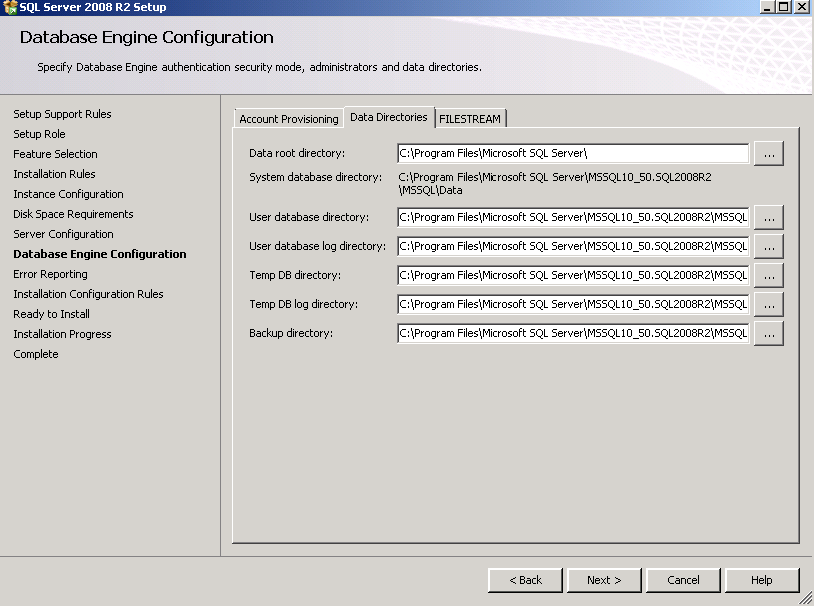 SQL Server 2008 R2 Setup
Database Engine Configuration
Specify Database Engine authentication security mode, administrators and data directories.
Setup Support Rules
Setup Role
Feature Selection
Installation Rules
Instance Configuration
Disk Space Requirements
Server Configuration
Database Engine Configuration
Error Reporting
Installation Configuration Rules
Ready to Install
Installation Progress
Complete
Account Provisioning Data Directories FILESTREAM
Data root directory: C:\Program Files\Microsoft SQL Server\ ...
System database directory: C:\Program Files\Microsoft SQL Server\MSSQL10_50.SQL2008R2
\MSSQL\Data
User database directory: C:\Program Files\Microsoft SQL Server\MSSQL10_50.SQL2008R2\MSSQL ...
User database log directory: C:\Program Files\Microsoft SQL Server\MSSQL10_50.SQL2008R2\MSSQL ...
Temp DB directory: C:\Program Files\Microsoft SQL Server\MSSQL10_50.SQL2008R2\MSSQL ...
Temp DB log directory: C:\Program Files\Microsoft SQL Server\MSSQL10_50.SQL2008R2\MSSQL ...
Backup directory: C:\Program Files\Microsoft SQL Server\MSSQL10_50.SQL2008R2\MSSQL ...
< Back Next > Cancel Help